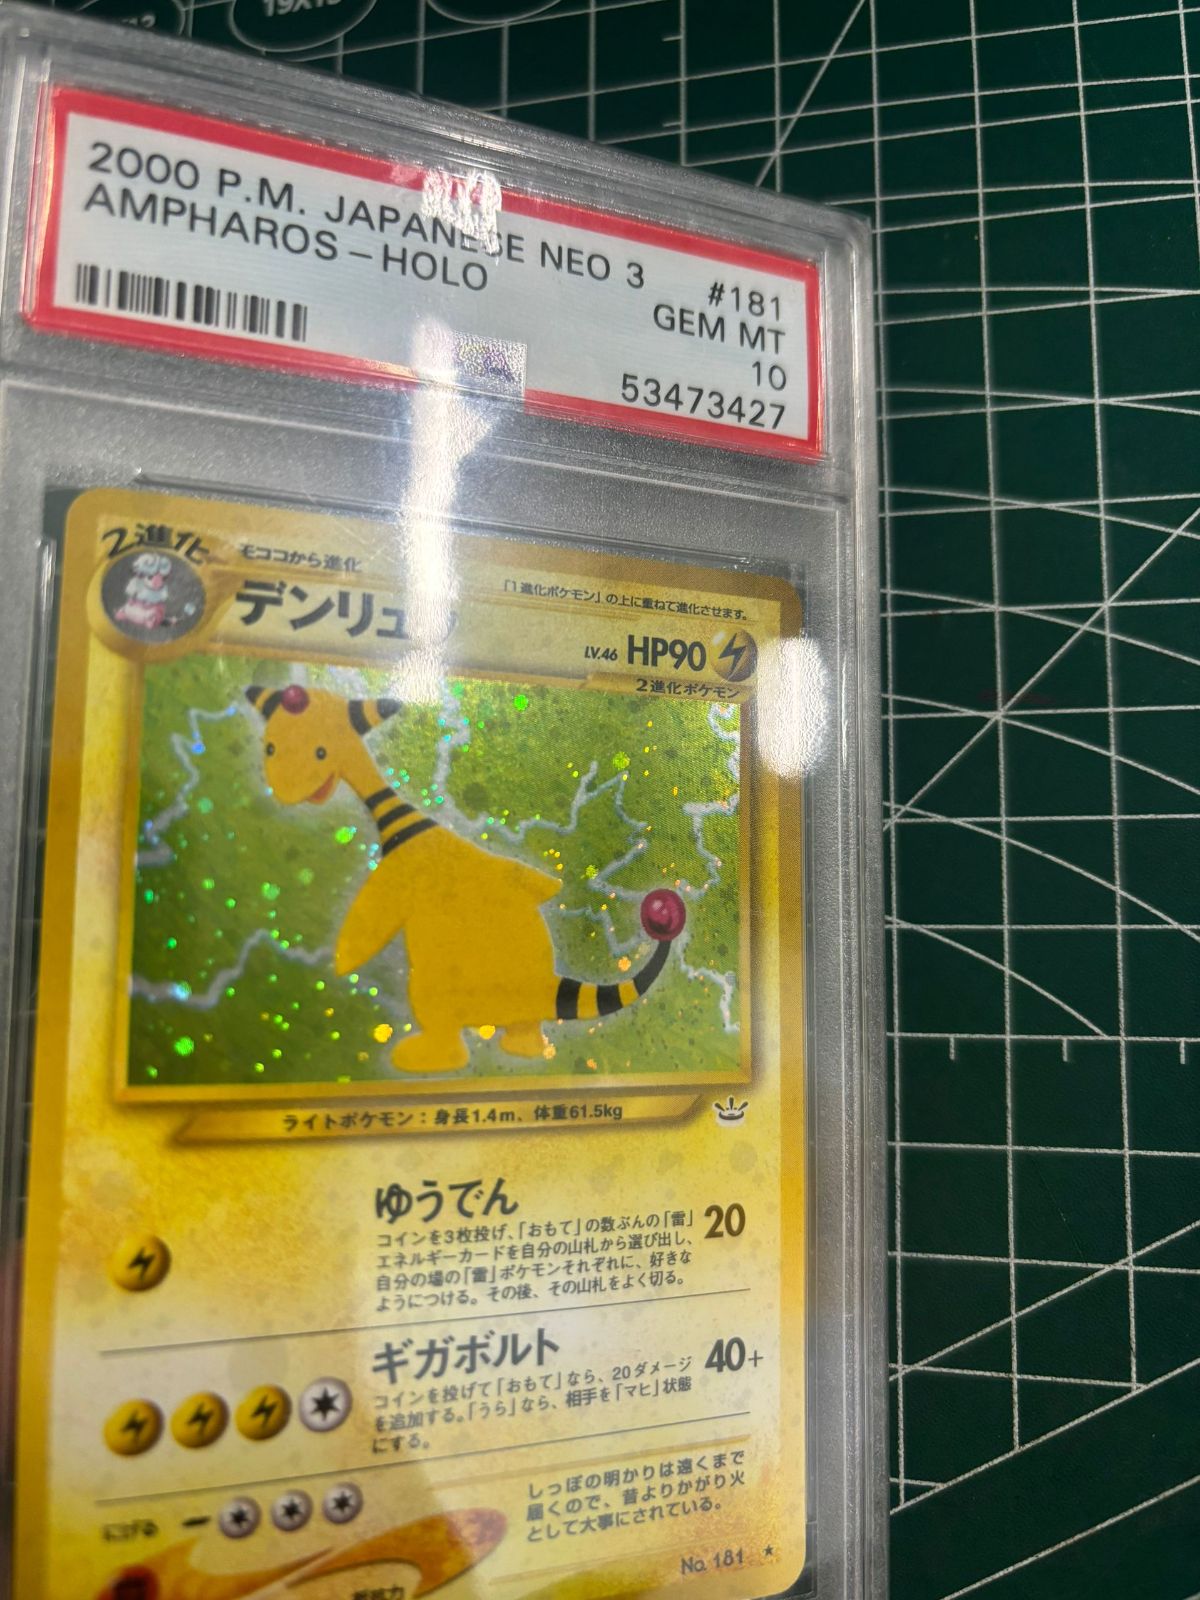 19x13
2000 P.M. JAPANESE NEO 3
#181
AMPHAROS-HOLO
GEM MT
10
53473427
2進化
モココから進化
「1進化ポケモン」の上に重ねて進化させます。
デンリュウ
LV.46 HP90
2進化ポケモン
ライトポケモン：身長1.4m、体重61.5kg
ゆうでん
20
コインを3枚投げ、「おもて」の数ぶんの「雷」
エネルギーカードを自分の山札から選び出し、
自分の場の「雷」ポケモンそれぞれに、好きな
ようにつける。その後、その山札をよく切る。
ギガボルト
40+
コインを投げて「おもて」なら、20ダメージ
を追加する。「うら」なら、相手を「マヒ」状態
にする。
にげる
しっぽの明かりは遠くまで
届くので、昔よりかがり火
として大事にされている。
No. 181 ★